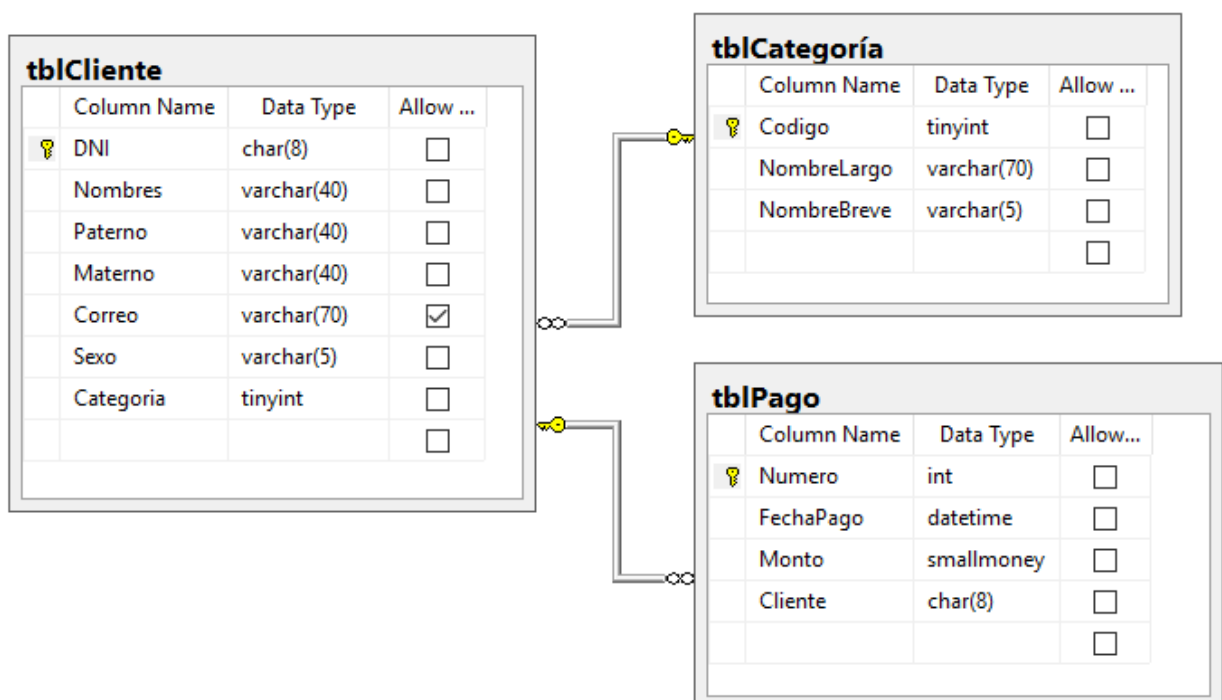 tblCliente
Column Name Data Type Allow ...
DNI char(8)
Nombres varchar(40)
Paterno varchar(40)
Materno varchar(40)
Correo varchar(70)
Sexo varchar(5)
Categoria tinyint
tblCategoría
Column Name Data Type Allow ...
Codigo tinyint
NombreLargo varchar(70)
NombreBreve varchar(5)
tblPago
Column Name Data Type Allow...
Numero int
FechaPago datetime
Monto smallmoney
Cliente char(8)